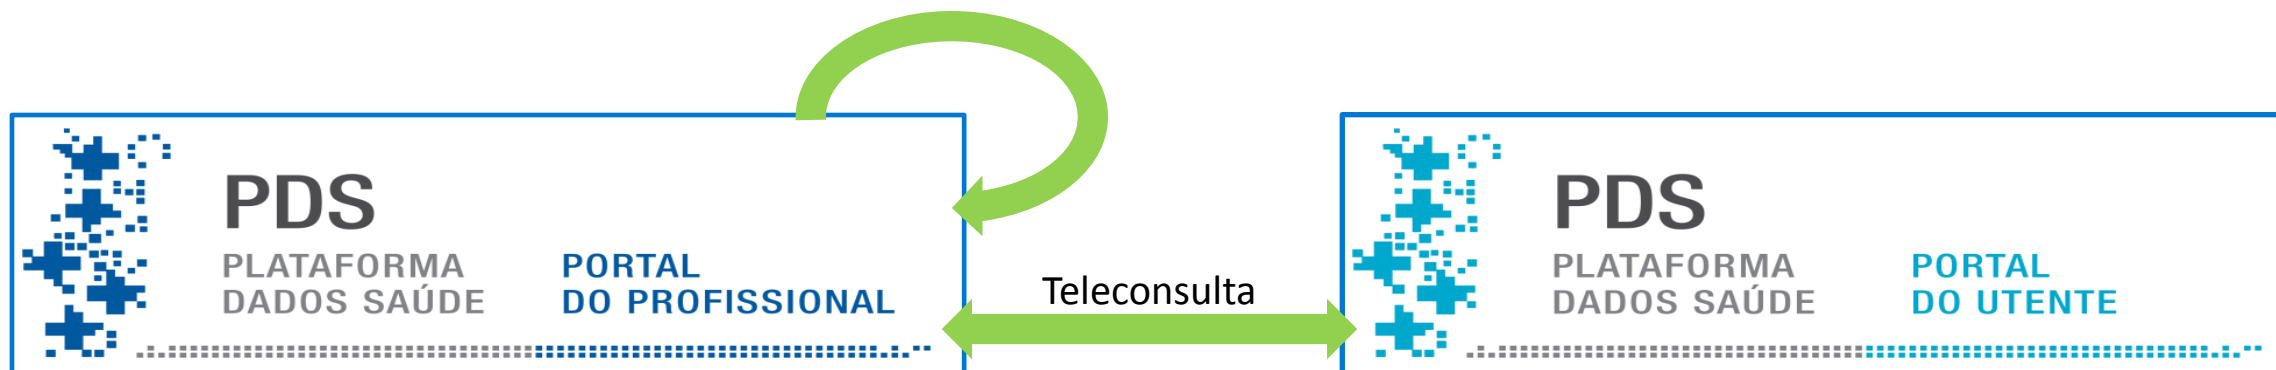 PDS
PLATAFORMA
DADOS SAÚDE
PORTAL
DO PROFISSIONAL
Teleconsulta
PDS
PLATAFORMA
DADOS SAÚDE
PORTAL
DO UTENTE